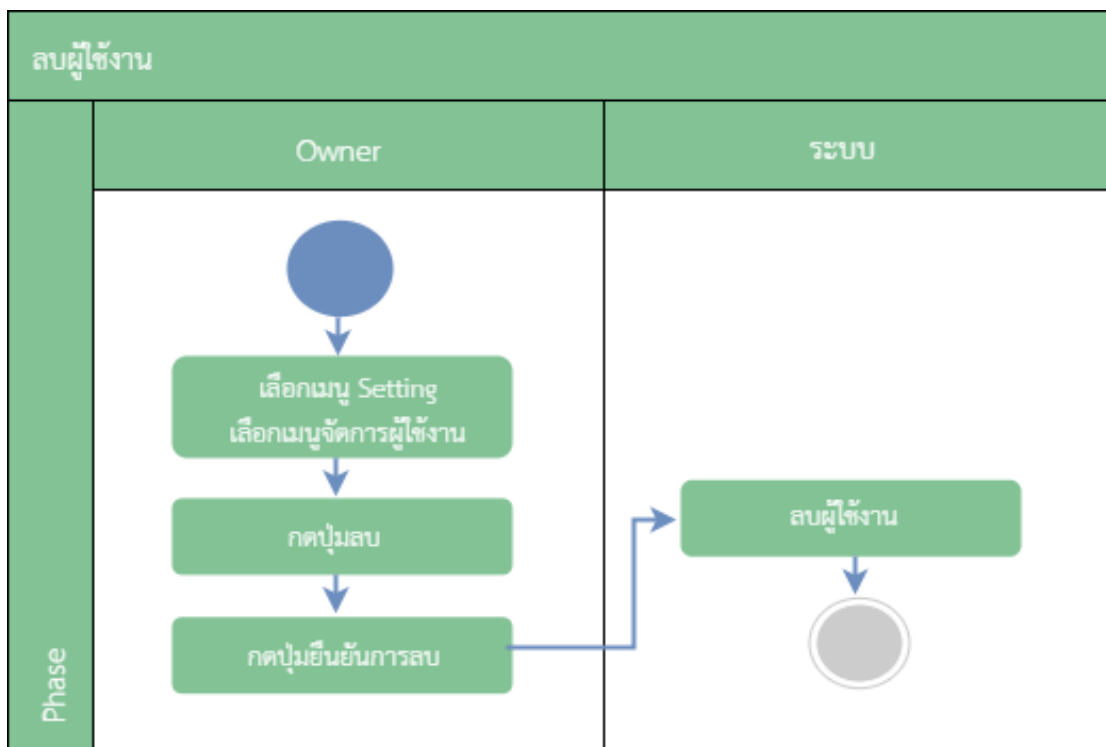 ลบผู้ใช้งาน
Owner
ระบบ
เลือกเมนู Setting
เลือกเมนูจัดการผู้ใช้งาน
กดปุ่มลบ
กดปุ่มยืนยันการลบ
ลบผู้ใช้งาน
Phase